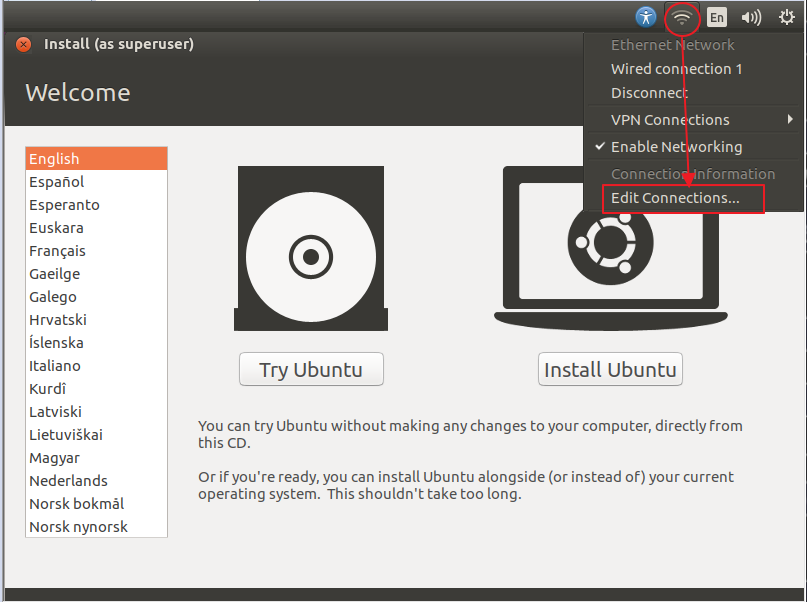 En
Install (as superuser)
Welcome
Ethernet Network
Wired connection 1
Disconnect
VPN Connections
Enable Networking
Connection Information
Edit Connections...
English
Español
Esperanto
Euskara
Français
Gaeilge
Galego
Hrvatski
Íslenska
Italiano
Kurdî
Latviski
Lietuviškai
Magyar
Nederlands
Norsk bokmål
Norsk nynorsk
Try Ubuntu
Install Ubuntu
You can try Ubuntu without making any changes to your computer, directly from
this CD.
Or if you're ready, you can install Ubuntu alongside (or instead of) your current
operating system. This shouldn't take too long.